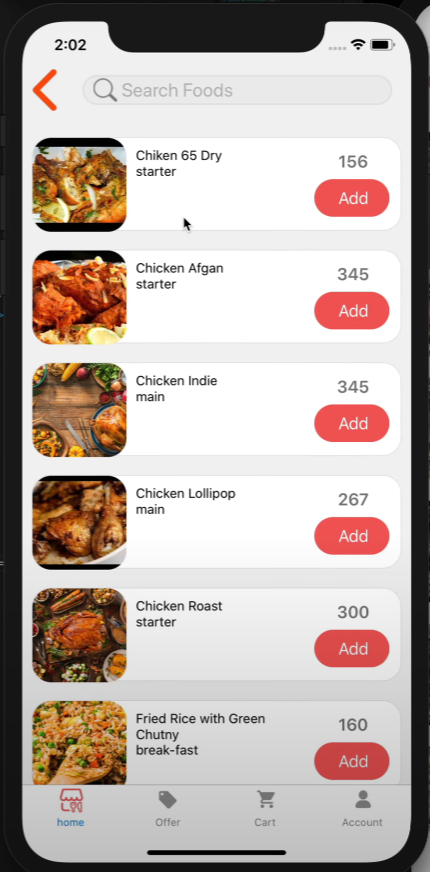 2:02
Search Foods
Chiken 65 Dry
starter
156
Add
Chicken Afgan
starter
345
Add
Chicken Indie
main
345
Add
Chicken Lollipop
main
267
Add
Chicken Roast
starter
300
Add
Fried Rice with Green
Chutny
break-fast
160
Add
home
Offer
Cart
Account